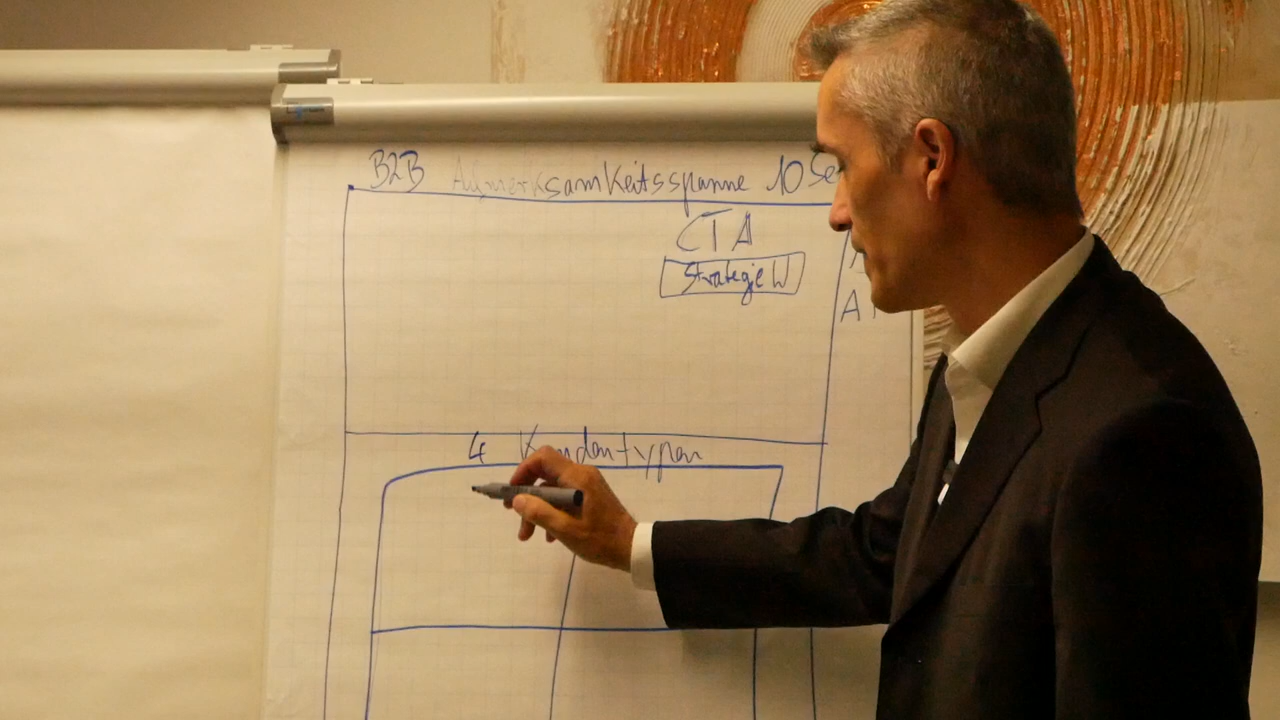 B2B Aufmerksamkeitsspanne 10 Se
CTA
Strategie W
A
4 Kundentypen